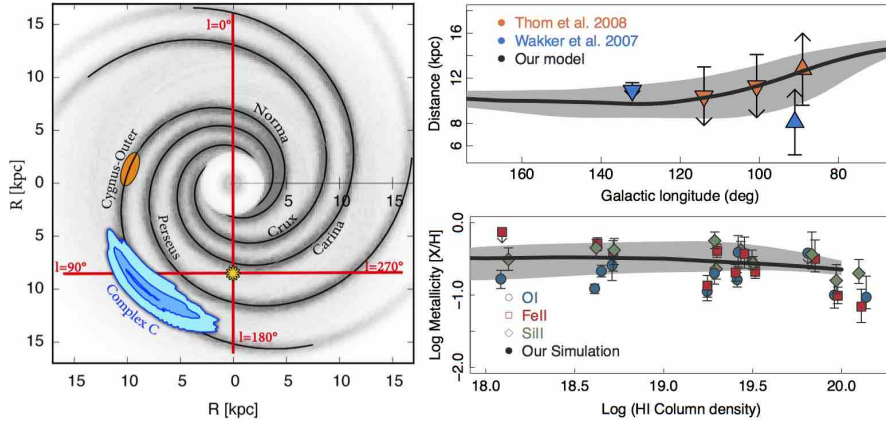 15
10
5
0
5
10
15
R [kpc]
15 10 5 0 5 10 15
R [kpc]
l=0°
l=90°
l=270°
l=180°
Norma
Cygnus-Outer
Perseus
Crux
Carina
0 5 10 15
Complex C
Thom et al. 2008
Wakker et al. 2007
Our model
Distance (kpc)
16
12
8
6
160 140 120 100 80
Galactic longitude (deg)
Log Metallicity [X/H]
0.0
−1.0
−2.0
OI
FeII
SiII
Our Simulation
18.0 18.5 19.0 19.5 20.0
Log (HI Column density)